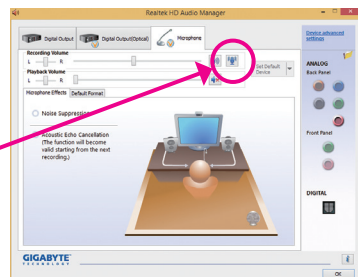 Realtek HD Audio Manager
Digital Output
Digital Output(Optical)
Microphone
Device advanced
settings
Recording Volume
L
R
Set Default
Device
Playback Volume
L
R
Microphone Effects
Default Format
Noise Suppression
Acoustic Echo Cancellation
(The function will become
valid starting from the next
recording.)
ANALOG
Back Panel
Front Panel
DIGITAL
GIGABYTE
TECHNOLOGY
OK